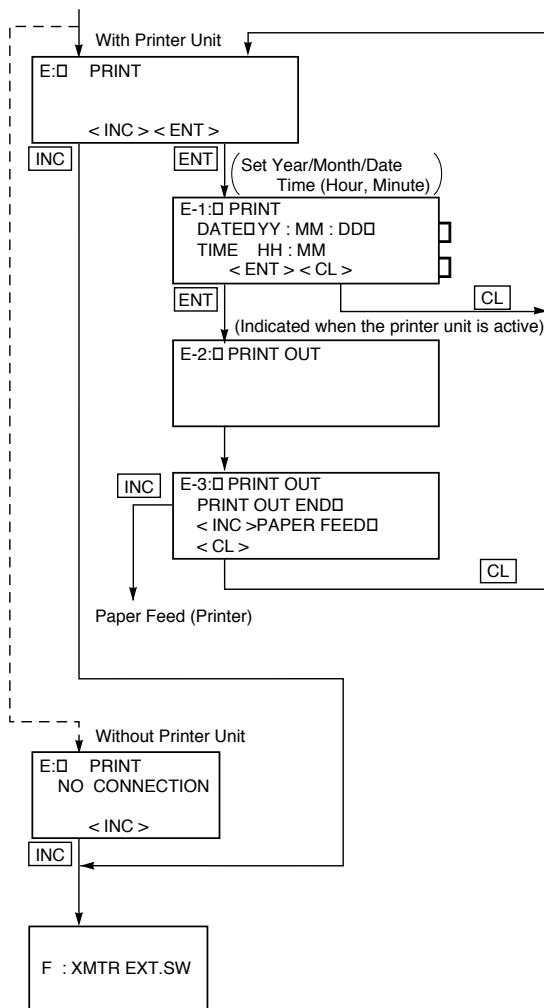 With Printer Unit
E:□ PRINT
< INC > < ENT >
INC
ENT
(Set Year/Month/Date
Time (Hour, Minute))
E-1:□ PRINT
DATE□YY : MM : DD□
TIME HH : MM
< ENT > < CL >
ENT
CL
(Indicated when the printer unit is active)
E-2:□ PRINT OUT
E-3:□ PRINT OUT
PRINT OUT END□
< INC >PAPER FEED□
< CL >
INC
CL
Paper Feed (Printer)
Without Printer Unit
E:□ PRINT
NO CONNECTION
< INC >
INC
F : XMTR EXT.SW